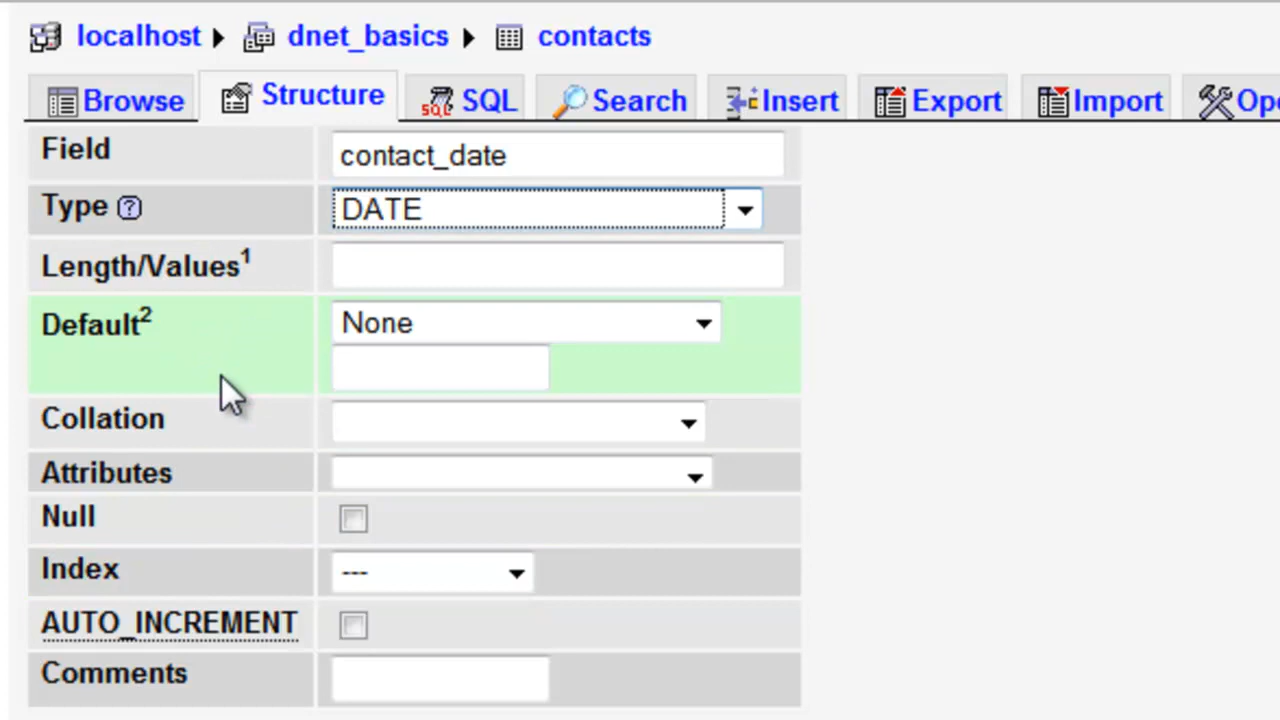 localhost ▶ dnet_basics ▶ contacts
Browse Structure SQL Search Insert Export Import Ope
Field contact_date
Type ? DATE
Length/Values1
Default2 None
Collation
Attributes
Null
Index ---
AUTO_INCREMENT
Comments